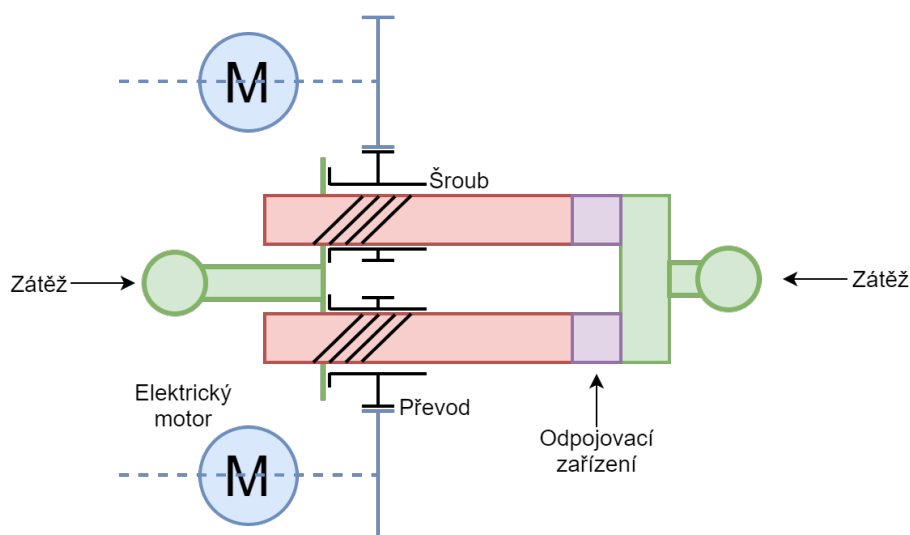 M
Šroub
Zátěž
Zátěž
Elektrický
motor
Převod
Odpojovací
zařízení
M